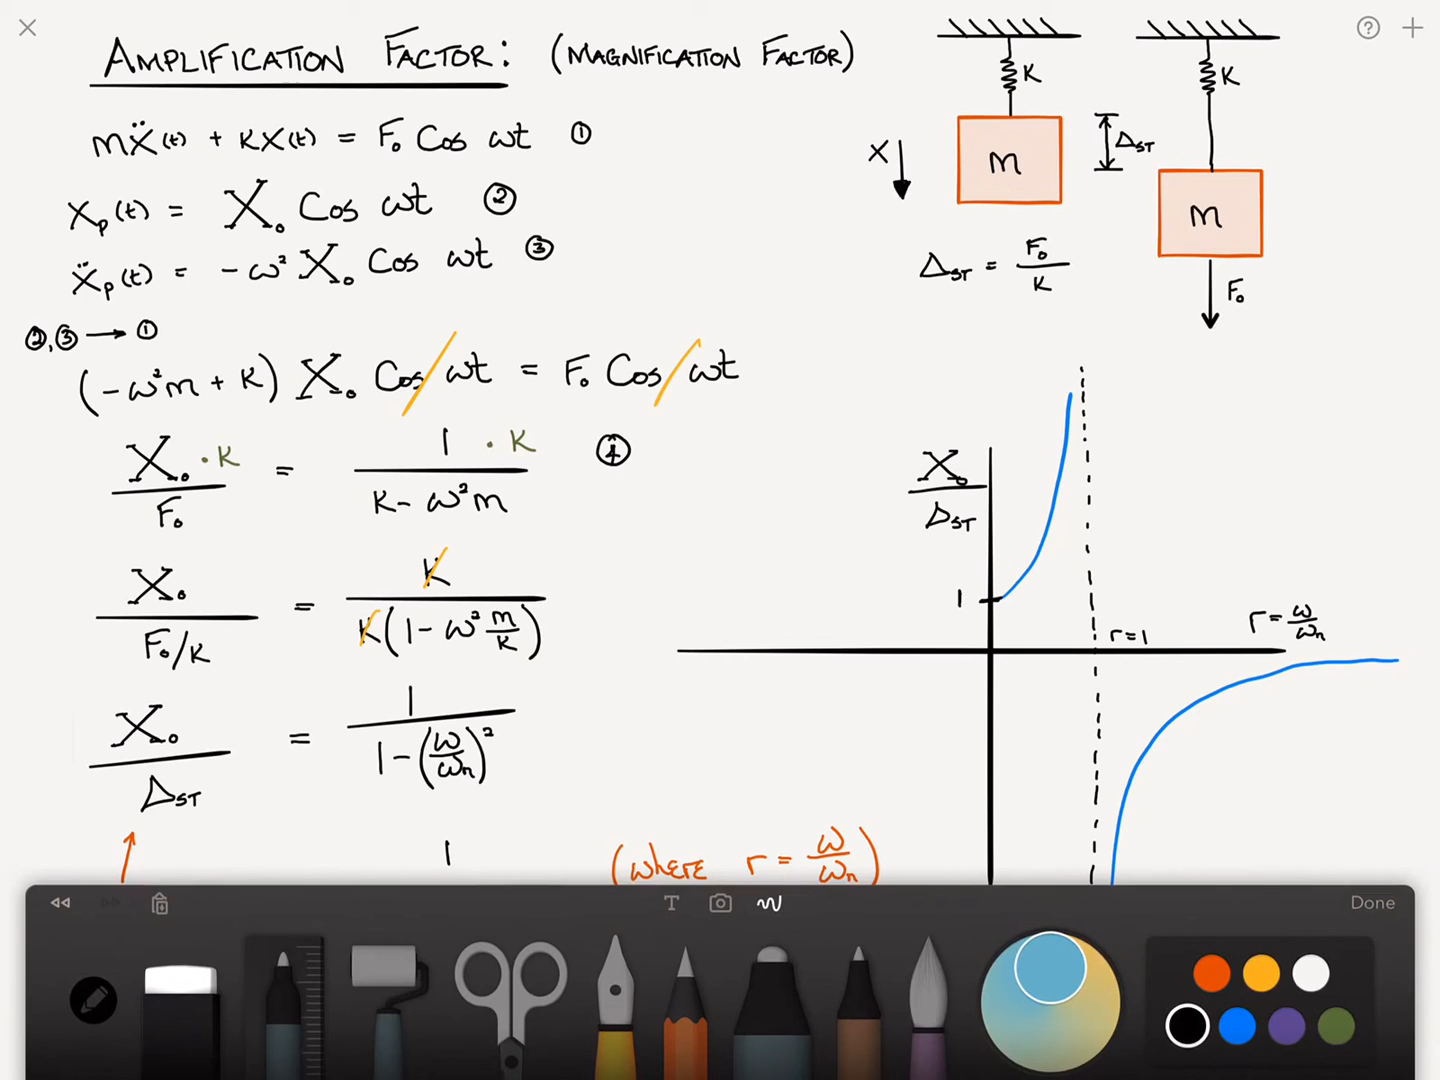 AMPLIFICATION FACTOR: (MAGNIFICATION FACTOR)
mẍ(t) + Kx(t) = F₀ Cos ωt ①
xₚ(t) = X₀ Cos ωt ②
ẍₚ(t) = -ω² X₀ Cos ωt ③
②,③ → ①
(-ω²m + K) X₀ Cos ωt = F₀ Cos ωt
X₀ · K / F₀ = 1 · K / K - ω²m ④
X₀ / F₀/K = K / K(1 - ω² m/K)
X₀ / ΔST = 1 / 1 - (ω/ωn)²
1
(where r = ω/ωn)
K
K
m
X
ΔST
m
ΔST = F₀/K
F₀
X₀/ΔST
1
r=1
r = ω/ωn
T
Done